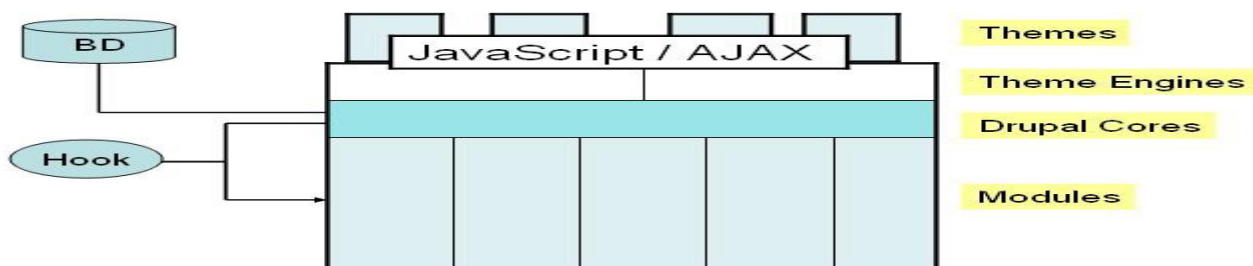 BD
JavaScript / AJAX
Themes
Theme Engines
Drupal Cores
Hook
Modules